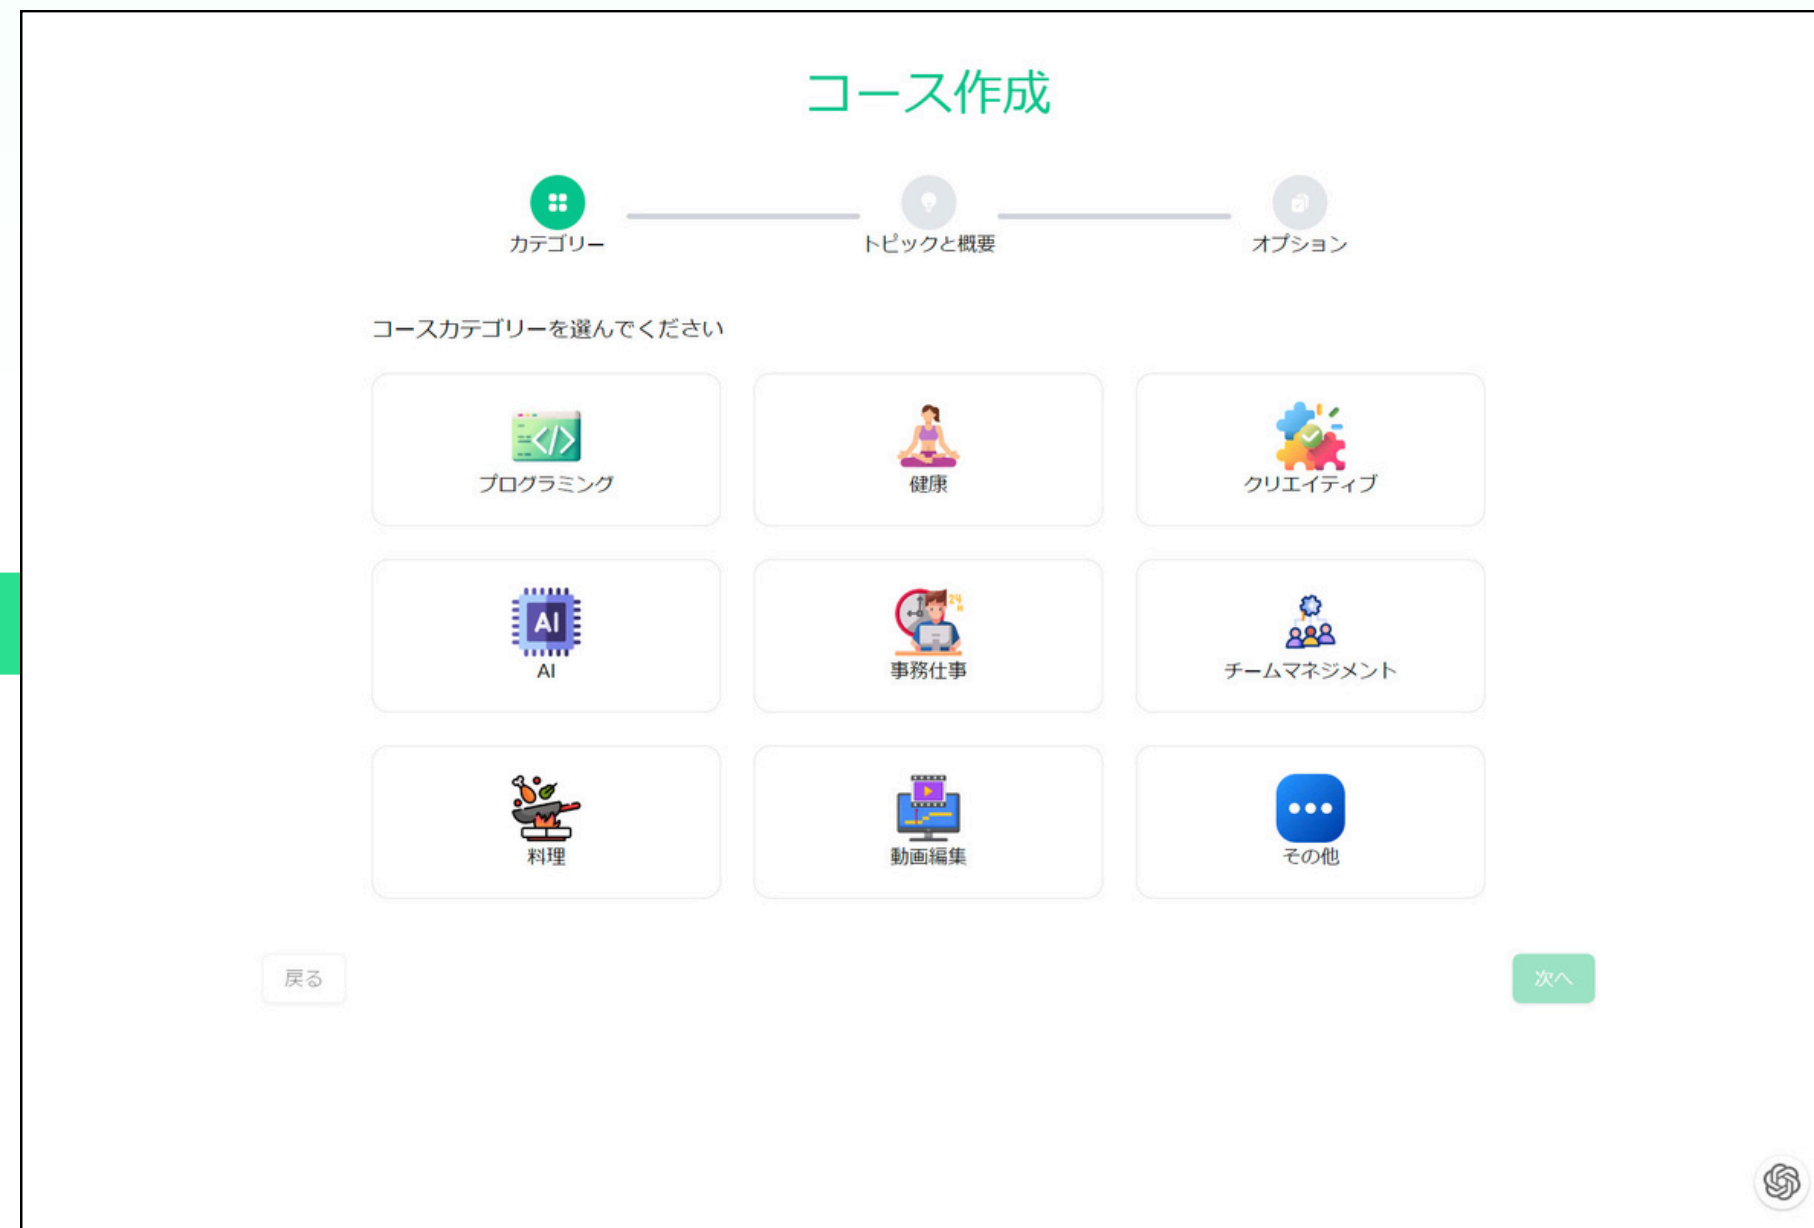 コース作成
カテゴリー
トピックと概要
オプション
コースカテゴリーを選んでください
プログラミング
健康
クリエイティブ
AI
AI
24
事務仕事
チームマネジメント
料理
動画編集
その他
戻る
次へ